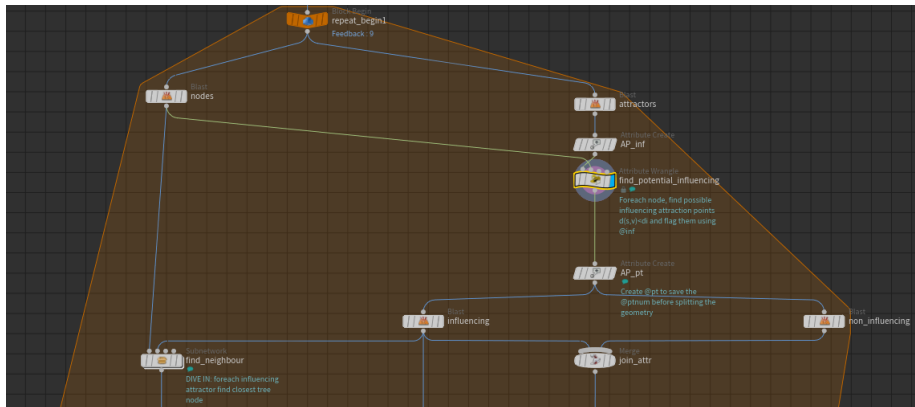 Block Begin
repeat_begin1
Feedback : 9
Blast
nodes
Blast
attractors
Attribute Create
AP_inf
Attribute Wrangle
find_potential_influencing
Foreach node, find possible
influencing attraction points
d(s,v)<di and flag them using
@inf
Attribute Create
AP_pt
Create @pt to save the
@ptnum before splitting the
geometry
Blast
influencing
Blast
non_influencing
Subnetwork
find_neighbour
DIVE IN: foreach influencing
attractor find closest tree
node
Merge
join_attr